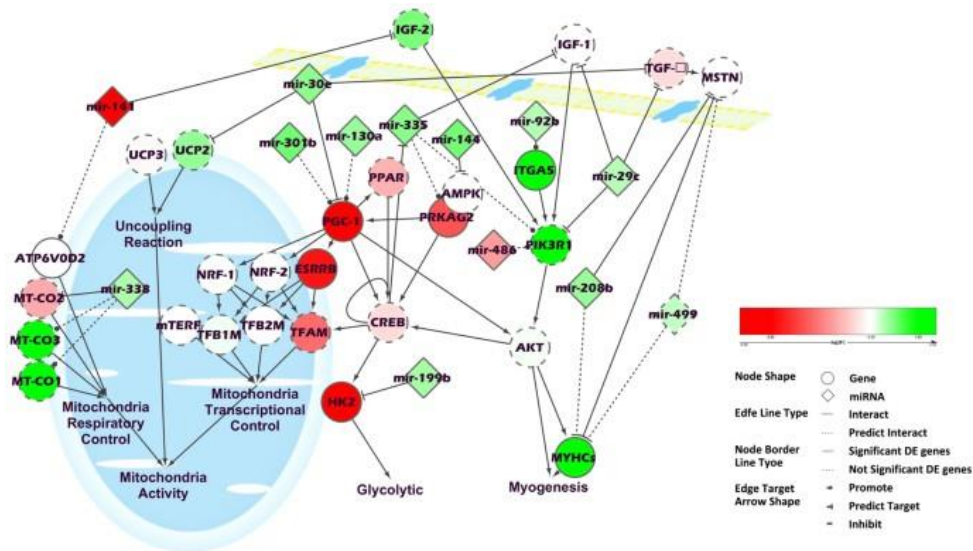 IGF-2
IGF-1
TGF-□
MSTN
mir-30e
mir-141
mir-335
mir-92b
mir-130a
mir-144
mir-301b
UCP3
UCP2
ITGA5
mir-29c
PPAR
AMPK
PGC-1
PRKAG2
Uncoupling
Reaction
PIK3R1
mir-486
ATP6V0D2
NRF-1
NRF-2
ESRRB
mir-338
mir-208b
MT-CO2
mir-499
mTERF
TFB1M
TFB2M
TFAM
CREB
MT-CO3
AKT
MT-CO1
mir-199b
Mitochondria
Respiratory
Control
Mitochondria
Transcriptional
Control
HK2
MYHCs
Mitochondria
Activity
Glycolytic
Myogenesis
Node Shape
Gene
miRNA
Edfe Line Type
Interact
Predict Interact
Node Border
Line Tyoe
Significant DE genes
Not Significant DE genes
Edge Target
Arrow Shape
Promote
Predict Target
Inhibit